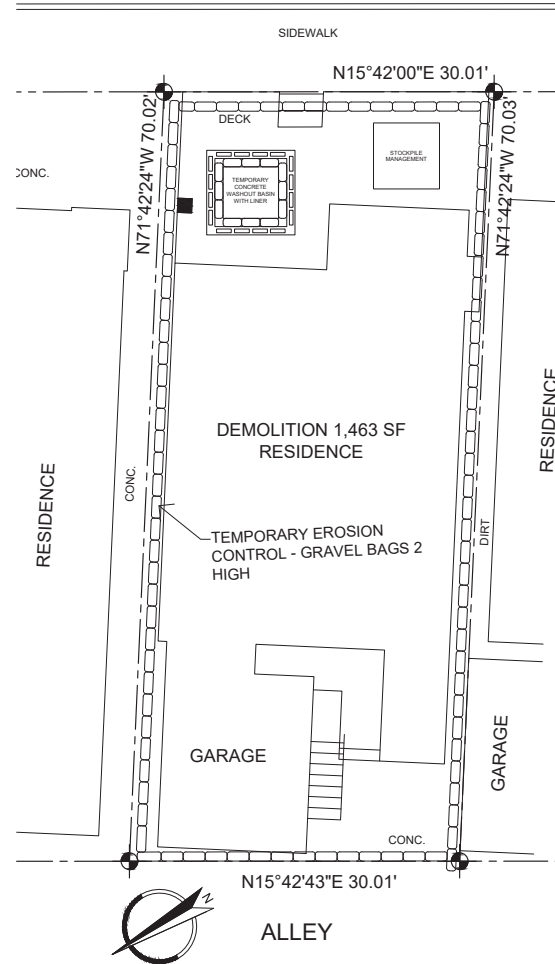 SIDEWALK
N15°42'00"E 30.01'
DECK
STOCKPILE
MANAGEMENT
TEMPORARY
CONCRETE
WASHOUT BASIN
WITH LINER
CONC.
N71°42'24"W 70.02'
N71°42'24"W 70.03'
DEMOLITION 1,463 SF
RESIDENCE
RESIDENCE
RESIDENCE
CONC.
TEMPORARY EROSION
CONTROL - GRAVEL BAGS 2
HIGH
DIRT
GARAGE
GARAGE
CONC.
N15°42'43"E 30.01'
N
ALLEY